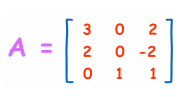 A = [ 3 0 2
2 0 -2
0 1 1 ]